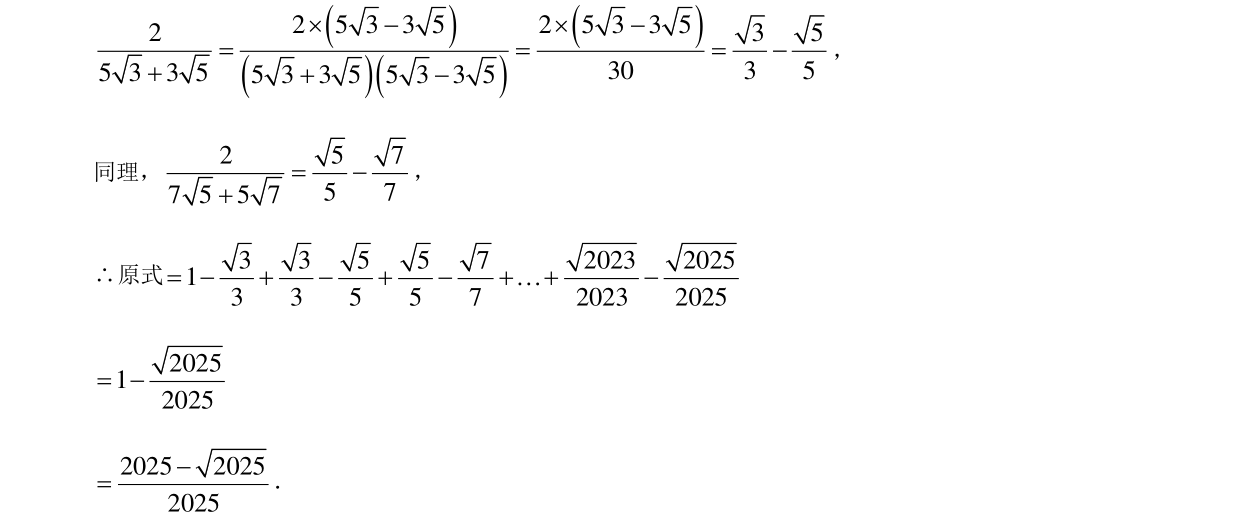 2/(5√3+3√5) = 2×(5√3−3√5)/((5√3+3√5)(5√3−3√5)) = 2×(5√3−3√5)/30 = √3/3 − √5/5，
同理，2/(7√5+5√7) = √5/5 − √7/7，
∴原式=1−√3/3+√3/3−√5/5+√5/5−√7/7+…+√2023/2023−√2025/2025
=1−√2025/2025
=(2025−√2025)/2025．